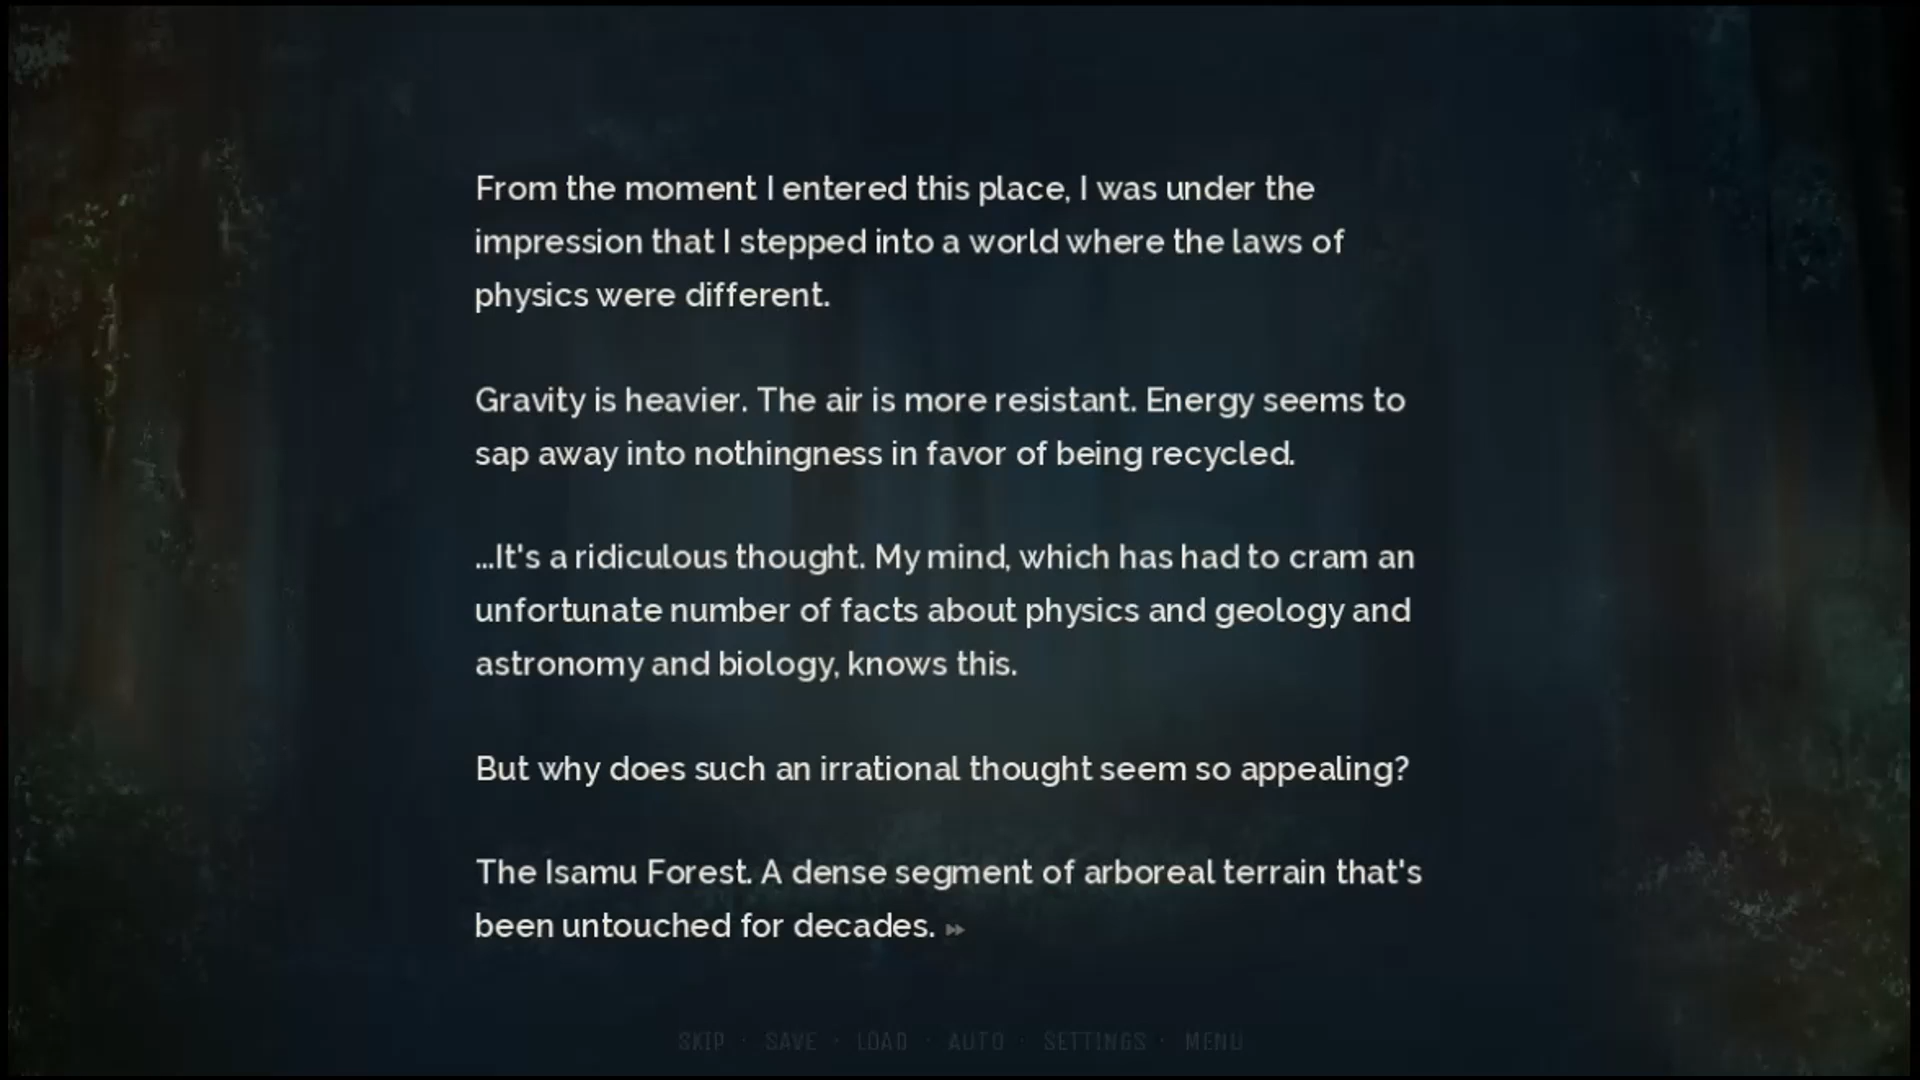 From the moment I entered this place, I was under the
impression that I stepped into a world where the laws of
physics were different.
Gravity is heavier. The air is more resistant. Energy seems to
sap away into nothingness in favor of being recycled.
...It's a ridiculous thought. My mind, which has had to cram an
unfortunate number of facts about physics and geology and
astronomy and biology, knows this.
But why does such an irrational thought seem so appealing?
The Isamu Forest. A dense segment of arboreal terrain that's
been untouched for decades.
SKIP · SAVE · LOAD · AUTO · SETTINGS · MENU